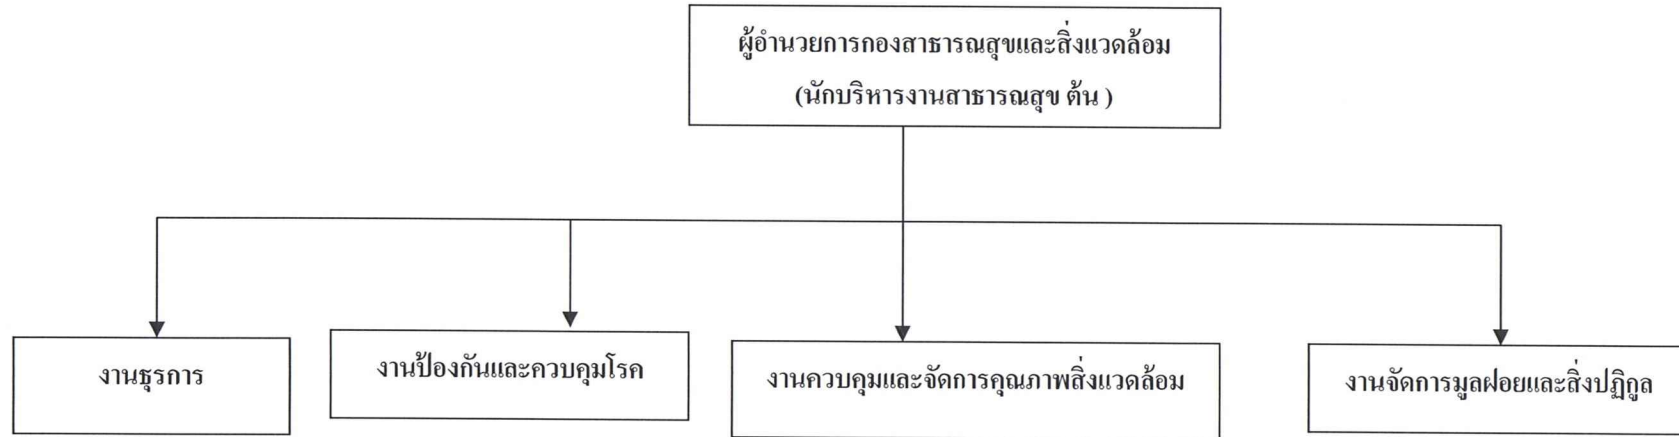 ผู้อำนวยการกองสาธารณสุขและสิ่งแวดล้อม
(นักบริหารงานสาธารณสุข ต้น )
งานธุรการ
งานป้องกันและควบคุมโรค
งานควบคุมและจัดการคุณภาพสิ่งแวดล้อม
งานจัดการมูลฝอยและสิ่งปฏิกูล